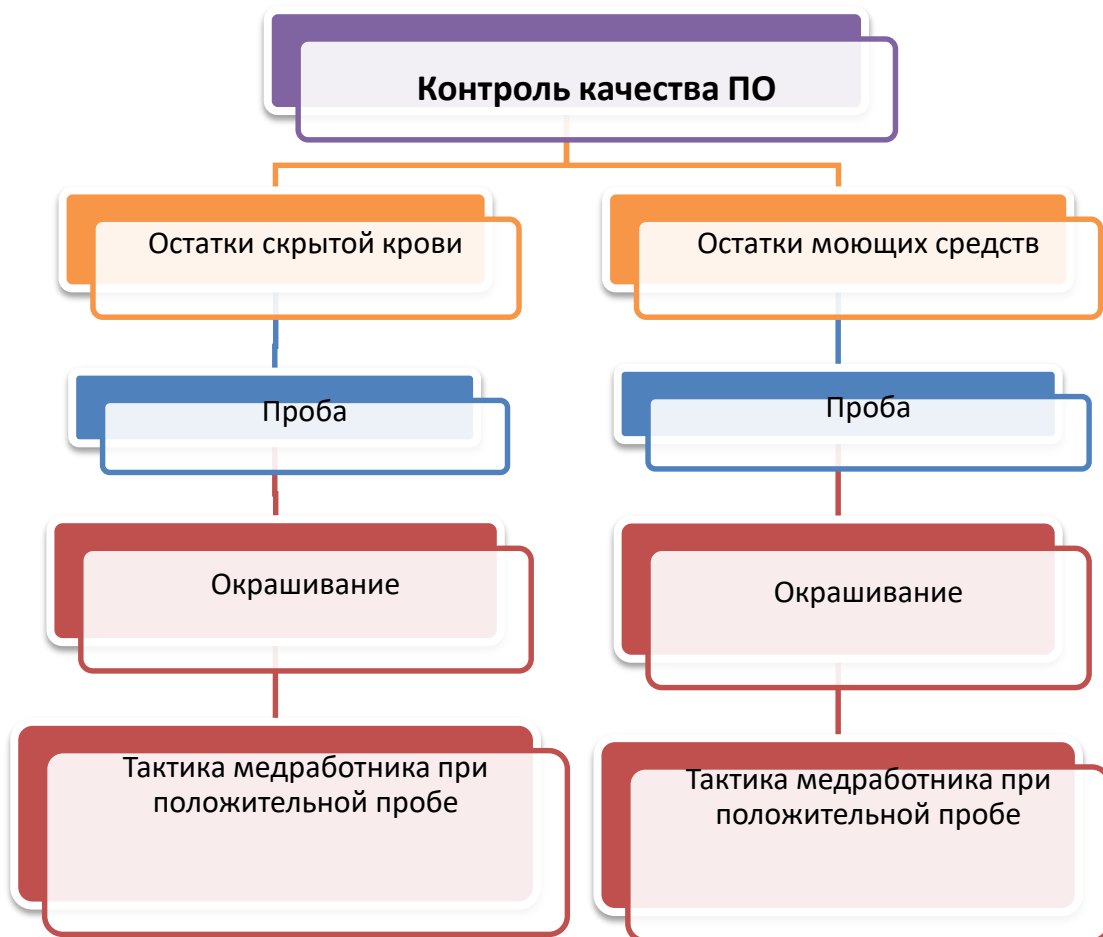 Контроль качества ПО
Остатки скрытой крови
Остатки моющих средств
Проба
Проба
Окрашивание
Окрашивание
Тактика медработника при
положительной пробе
Тактика медработника при
положительной пробе